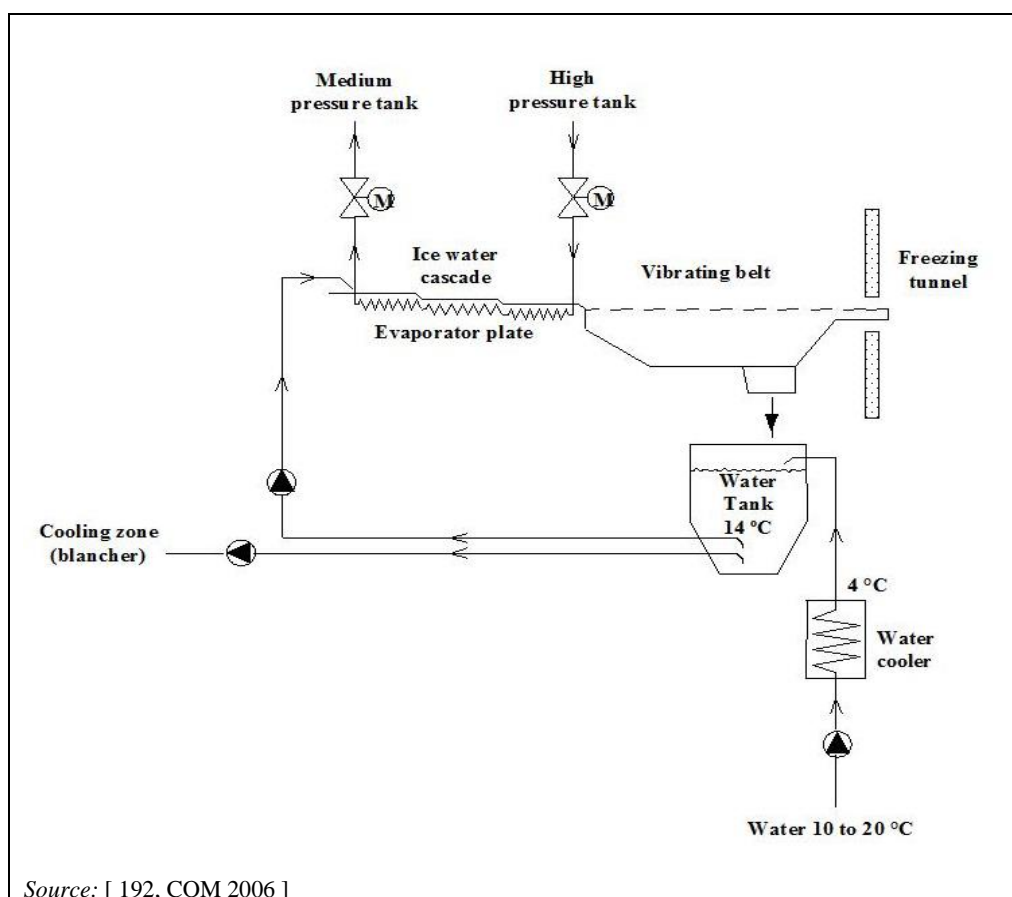 Medium
pressure tank
High
pressure tank
M
M
Ice water
cascade
Vibrating belt
Freezing
tunnel
Evaporator plate
Water
Tank
14 ºC
Cooling zone
(blancher)
4 °C
Water
cooler
Water 10 to 20 °C
Source: [ 192, COM 2006 ]